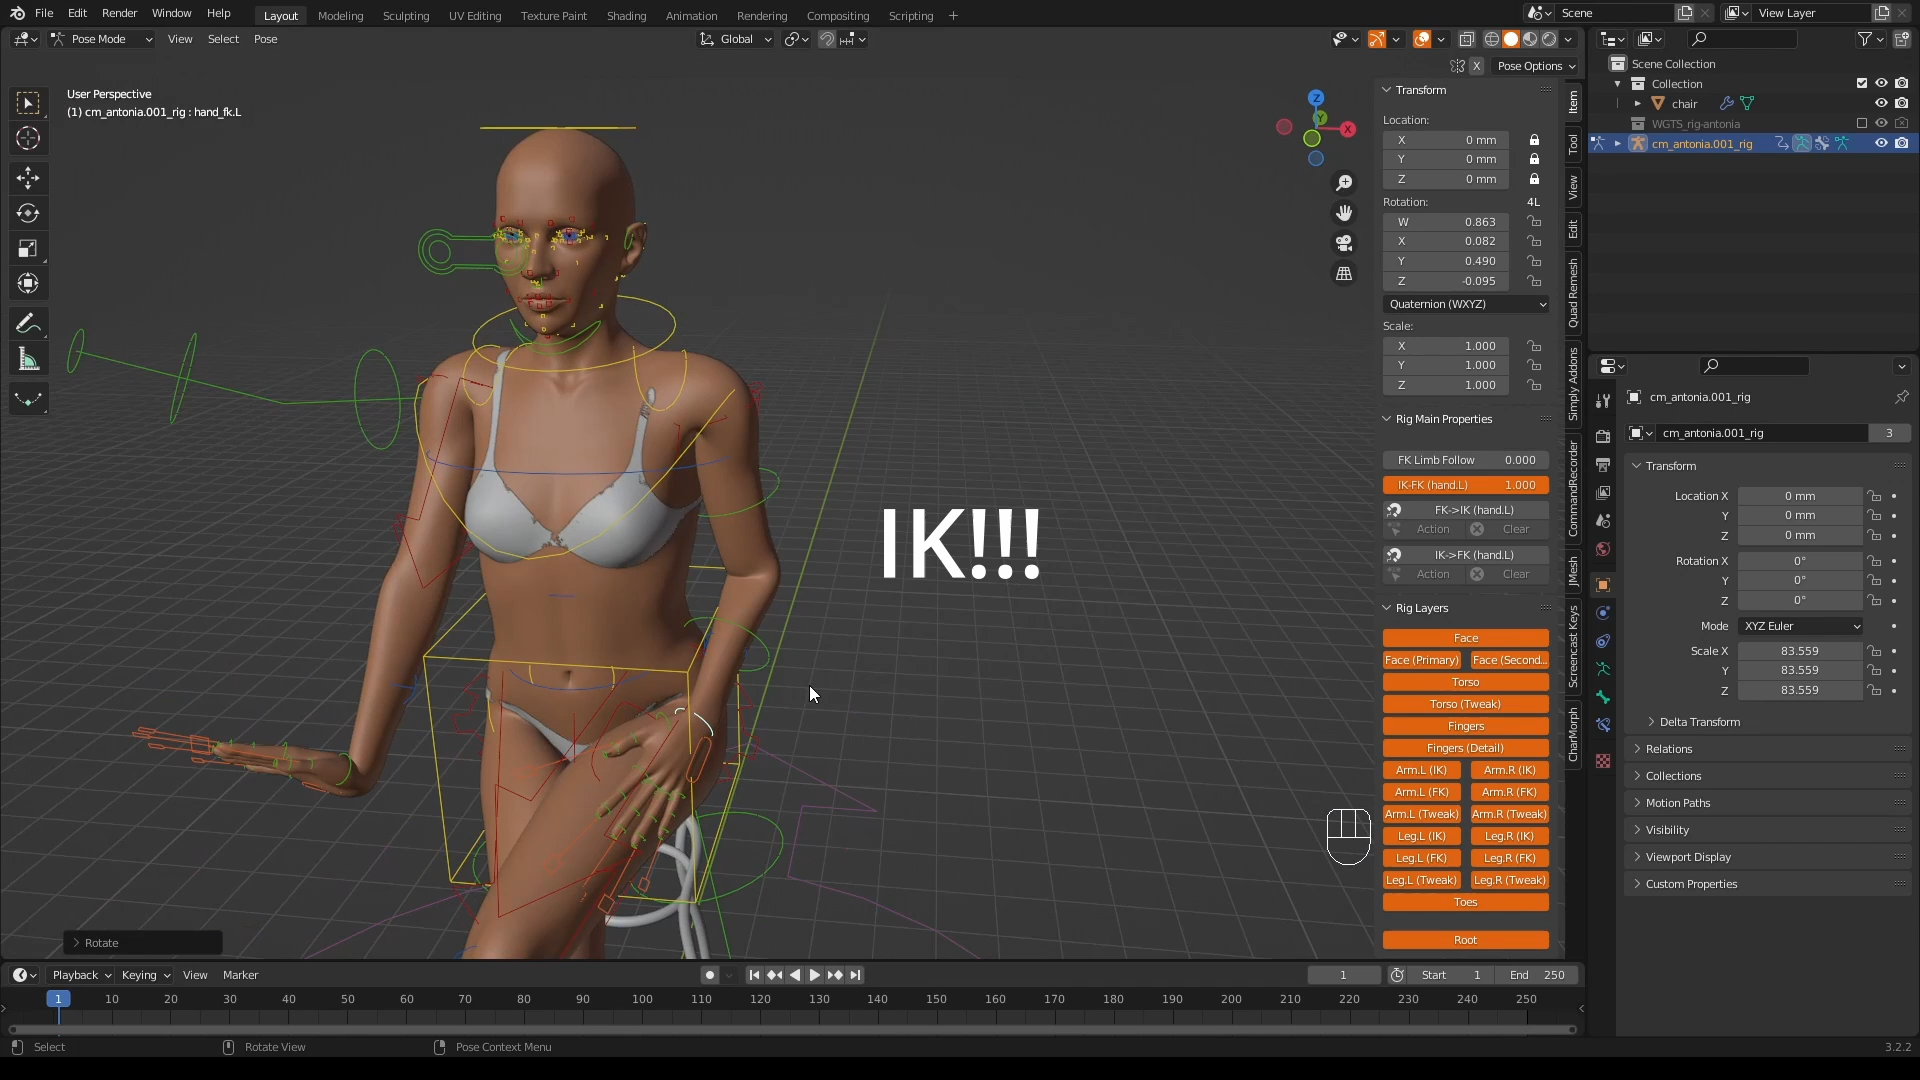 File Edit Render Window Help Layout Modeling Sculpting UV Editing Texture Paint Shading Animation Rendering Compositing Scripting + Scene View Layer
Pose Mode View Select Pose Global
X Pose Options
User Perspective
(1) cm_antonia.001_rig : hand_fk.L
Z
Y
X
IK!!!
Rotate
Transform
Location:
X 0 mm
Y 0 mm
Z 0 mm
Rotation: 4L
W 0.863
X 0.082
Y 0.490
Z -0.095
Quaternion (WXYZ)
Scale:
X 1.000
Y 1.000
Z 1.000
Rig Main Properties
FK Limb Follow 0.000
IK-FK (hand.L) 1.000
FK->IK (hand.L)
Action Clear
IK->FK (hand.L)
Action Clear
Rig Layers
Face
Face (Primary) Face (Second...
Torso
Torso (Tweak)
Fingers
Fingers (Detail)
Arm.L (IK) Arm.R (IK)
Arm.L (FK) Arm.R (FK)
Arm.L (Tweak) Arm.R (Tweak)
Leg.L (IK) Leg.R (IK)
Leg.L (FK) Leg.R (FK)
Leg.L (Tweak) Leg.R (Tweak)
Toes
Root
Item
Tool
View
Edit
Quad Remesh
Simply Addons
CommandRecorder
JMesh
Screencast Keys
CharMorph
Scene Collection
Collection
chair
WGTS_rig-antonia
cm_antonia.001_rig
cm_antonia.001_rig
cm_antonia.001_rig 3
Transform
Location X 0 mm
Y 0 mm
Z 0 mm
Rotation X 0°
Y 0°
Z 0°
Mode XYZ Euler
Scale X 83.559
Y 83.559
Z 83.559
Delta Transform
Relations
Collections
Motion Paths
Visibility
Viewport Display
Custom Properties
Playback Keying View Marker 1 Start 1 End 250
1 10 20 30 40 50 60 70 80 90 100 110 120 130 140 150 160 170 180 190 200 210 220 230 240 250
Select Rotate View Pose Context Menu 3.2.2